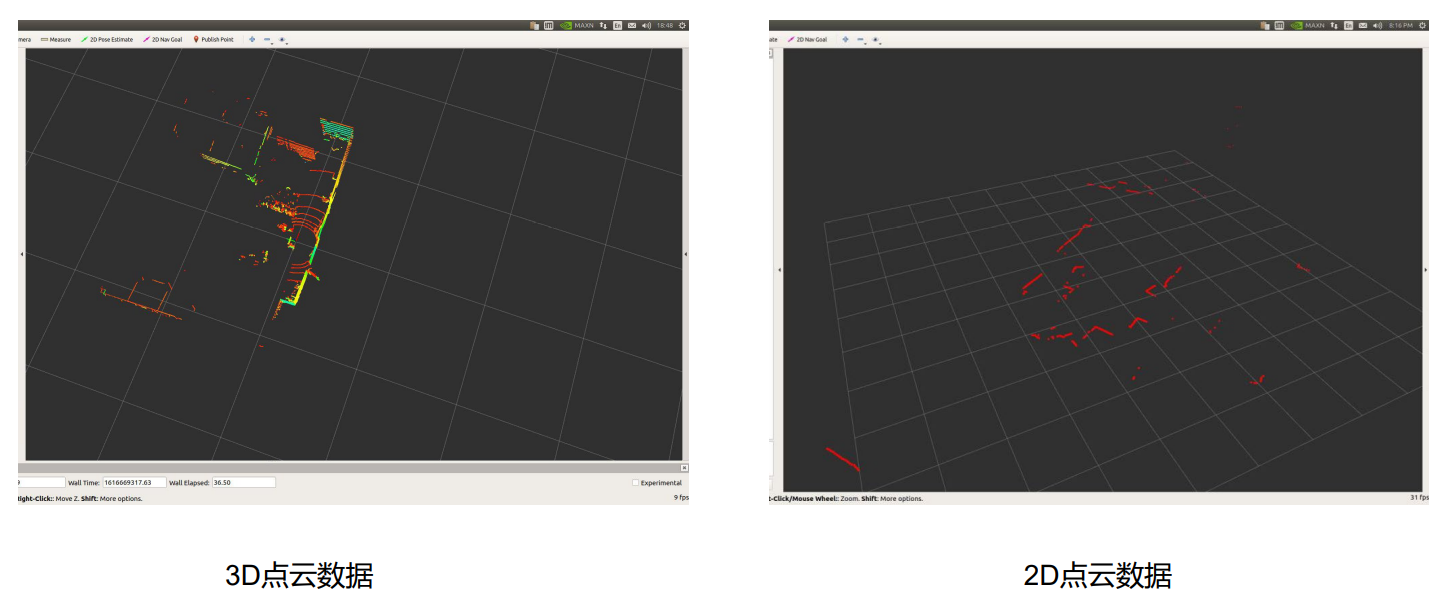 MAXN En 18:48
MAXN En 8:16 PM
mera Measure 2D Pose Estimate 2D Nav Goal Publish Point
ate 2D Nav Goal
9 Wall Time: 1616669317.63 Wall Elapsed: 36.50 Experimental
Right-Click:: Move Z. Shift: More options. 9 fps
t-Click/Mouse Wheel:: Zoom. Shift: More options. 31 fps
3D点云数据
2D点云数据